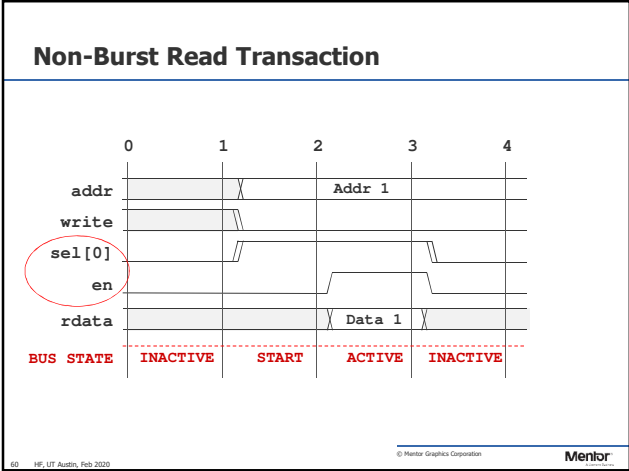 Non-Burst Read Transaction
0 1 2 3 4
addr Addr 1
write
sel[0]
en
rdata Data 1
BUS STATE INACTIVE START ACTIVE INACTIVE
© Mentor Graphics Corporation
Mentor
60 HF, UT Austin, Feb 2020